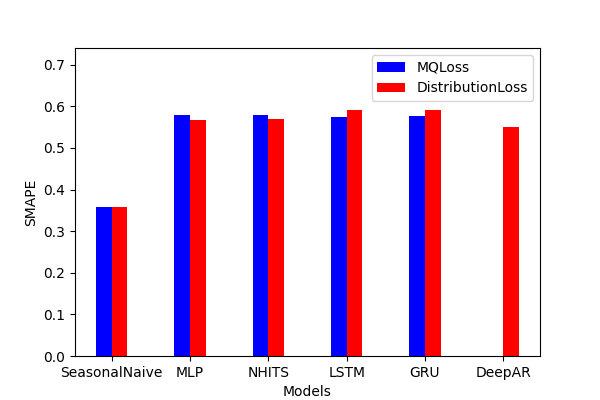 0.7
0.6
0.5
0.4
0.3
0.2
0.1
0.0
SMAPE
MQLoss
DistributionLoss
SeasonalNaive MLP NHITS LSTM GRU DeepAR
Models